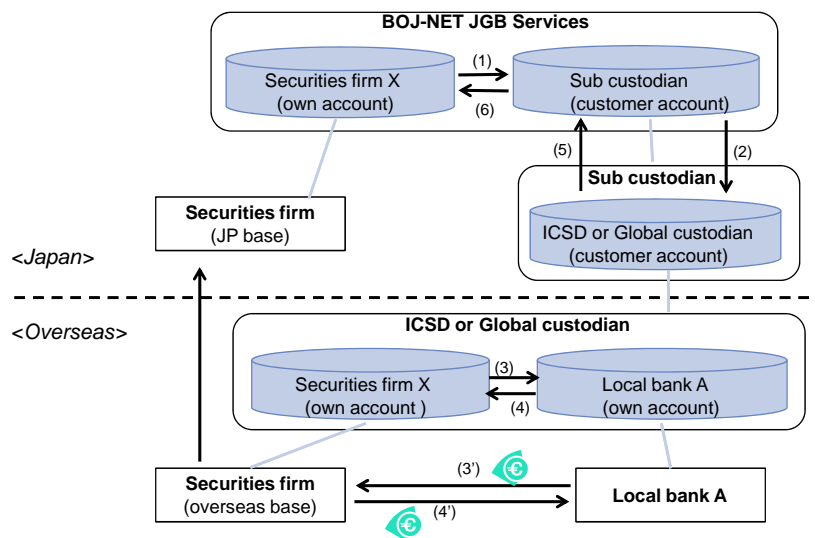 BOJ-NET JGB Services
Securities firm X
(own account)
(1)
(6)
Sub custodian
(customer account)
(5)
(2)
Sub custodian
ICSD or Global custodian
(customer account)
Securities firm
(JP base)
<Japan>
<Overseas>
ICSD or Global custodian
Securities firm X
(own account )
(3)
(4)
Local bank A
(own account)
Securities firm
(overseas base)
(3’)
€
(4’)
€
Local bank A